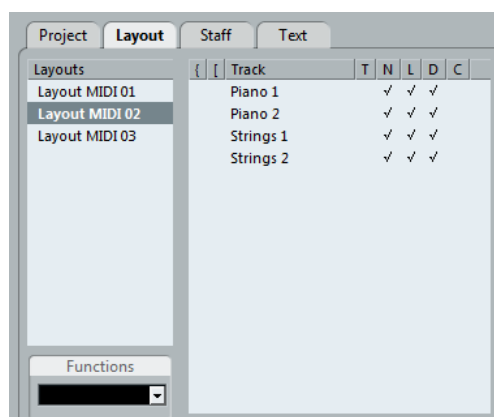 Project Layout Staff Text
Layouts
Layout MIDI 01
Layout MIDI 02
Layout MIDI 03
Functions
{ [ Track T N L D C
Piano 1 √ √ √
Piano 2 √ √ √
Strings 1 √ √ √
Strings 2 √ √ √